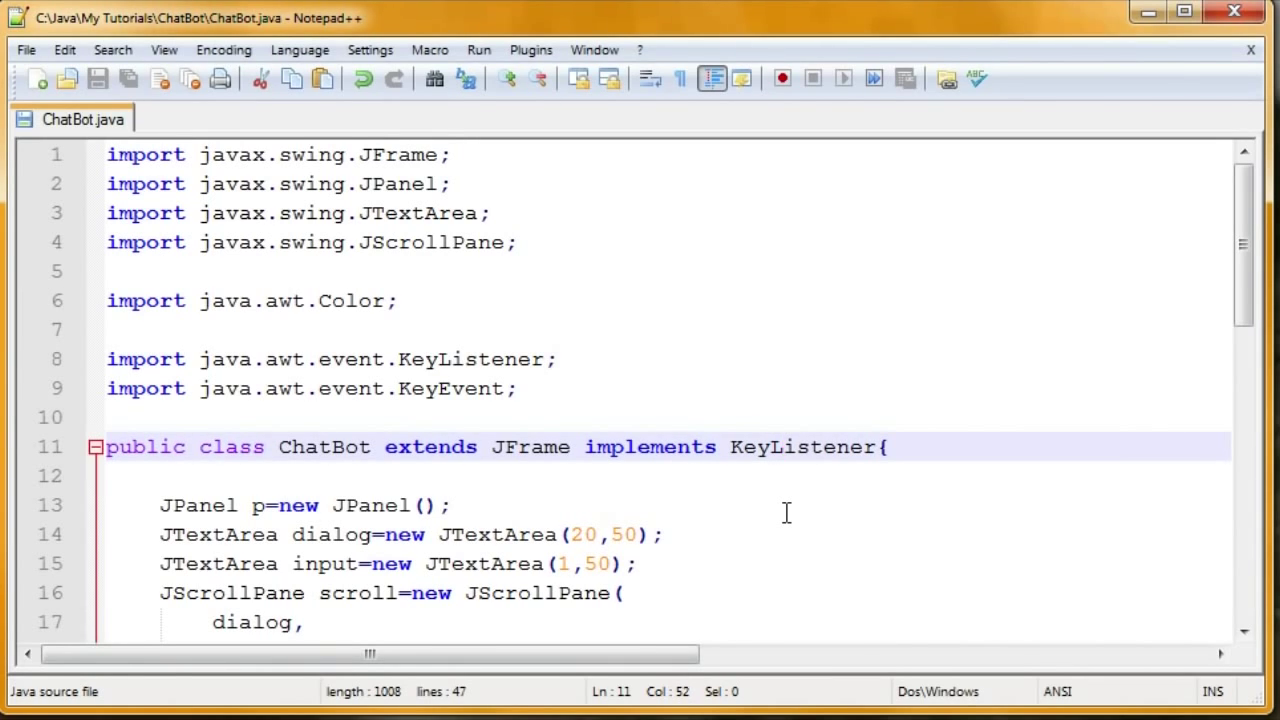 C:\Java\My Tutorials\ChatBot\ChatBot.java - Notepad++
File Edit Search View Encoding Language Settings Macro Run Plugins Window ? X
ABC
ChatBot.java
1 import javax.swing.JFrame;
2 import javax.swing.JPanel;
3 import javax.swing.JTextArea;
4 import javax.swing.JScrollPane;
5
6 import java.awt.Color;
7
8 import java.awt.event.KeyListener;
9 import java.awt.event.KeyEvent;
10
11 public class ChatBot extends JFrame implements KeyListener{
12
13 JPanel p=new JPanel();
14 JTextArea dialog=new JTextArea(20,50);
15 JTextArea input=new JTextArea(1,50);
16 JScrollPane scroll=new JScrollPane(
17 dialog,
Java source file length : 1008 lines : 47 Ln : 11 Col : 52 Sel : 0 Dos\Windows ANSI INS